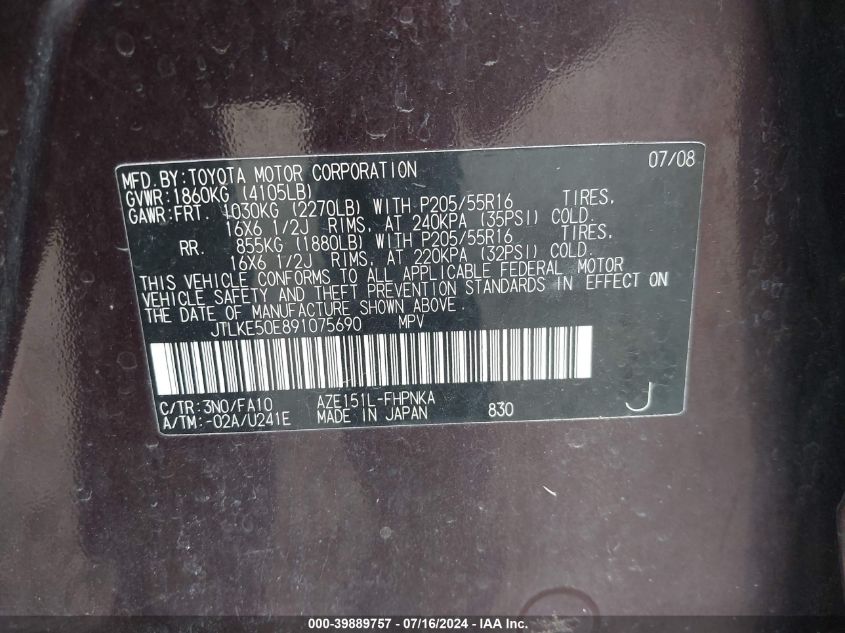 MFD.BY:TOYOTA MOTOR CORPORATION 07/08
GVWR:1860KG (4105LB)
GAWR:FRT. 1030KG (2270LB) WITH P205/55R16 TIRES,
16X6 1/2J RIMS, AT 240KPA (35PSI) COLD.
RR. 855KG (1880LB) WITH P205/55R16 TIRES,
16X6 1/2J RIMS, AT 220KPA (32PSI) COLD.
THIS VEHICLE CONFORMS TO ALL APPLICABLE FEDERAL MOTOR
VEHICLE SAFETY AND THEFT PREVENTION STANDARDS IN EFFECT ON
THE DATE OF MANUFACTURE SHOWN ABOVE.
JTLKE50E891075690 MPV
C/TR:3N0/FA10 AZE151L-FHPNKA
A/TM:-02A/U241E MADE IN JAPAN 830 J
000-39889757 - 07/16/2024 - IAA Inc.